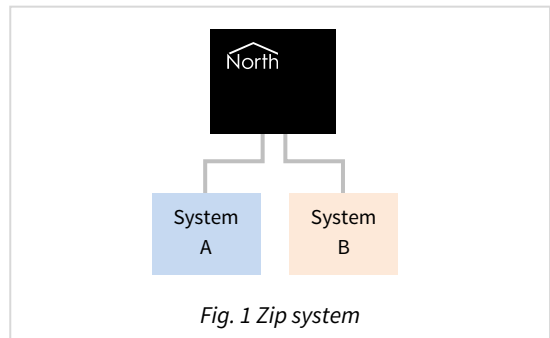 North
System
A
System
B
Fig. 1 Zip system